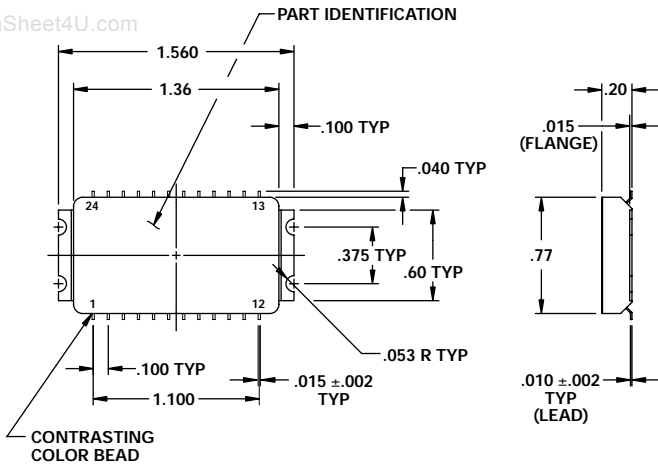 aSheet4U.com
PART IDENTIFICATION
1.560
1.36
.100 TYP
.040 TYP
24
13
.375 TYP
.60 TYP
1
12
.053 R TYP
.100 TYP
.015 ±.002
TYP
1.100
CONTRASTING
COLOR BEAD
.20
.015
(FLANGE)
.77
.010 ±.002
TYP
(LEAD)